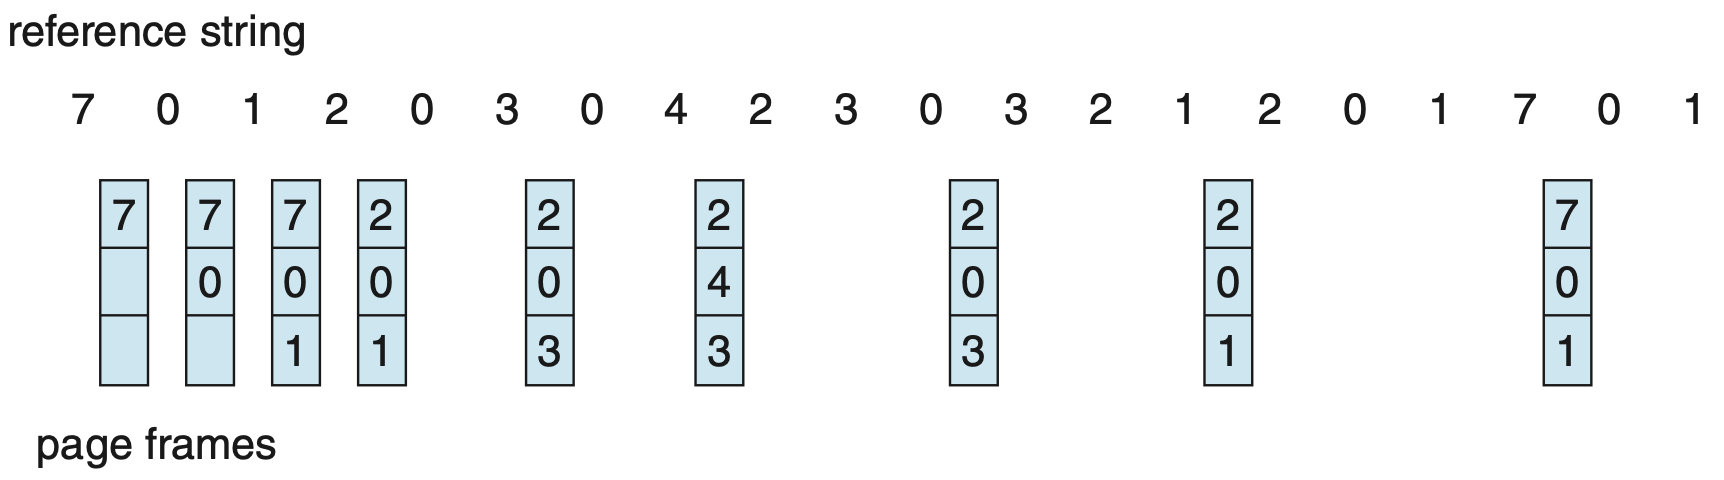 reference string
7 0 1 2 0 3 0 4 2 3 0 3 2 1 2 0 1 7 0 1
7 7 7 2 2 2 2 2 7
0 0 0 0 4 0 0 0
1 1 3 3 3 1 1
page frames